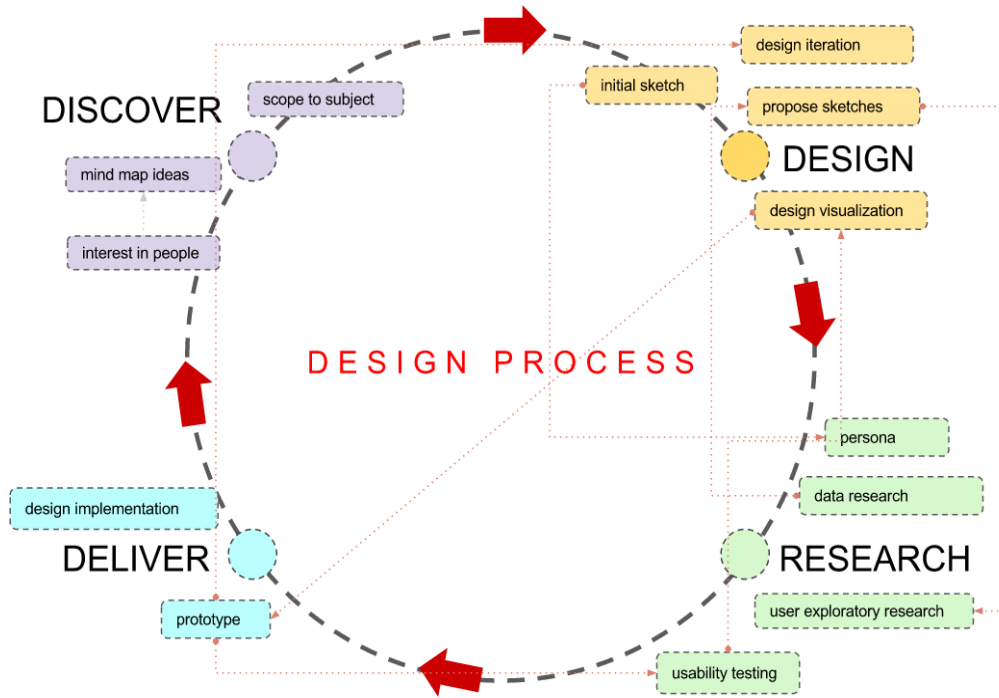 design iteration
initial sketch
scope to subject
propose sketches
DISCOVER
DESIGN
mind map ideas
design visualization
interest in people
DESIGN PROCESS
persona
data research
design implementation
DELIVER
RESEARCH
user exploratory research
prototype
usability testing